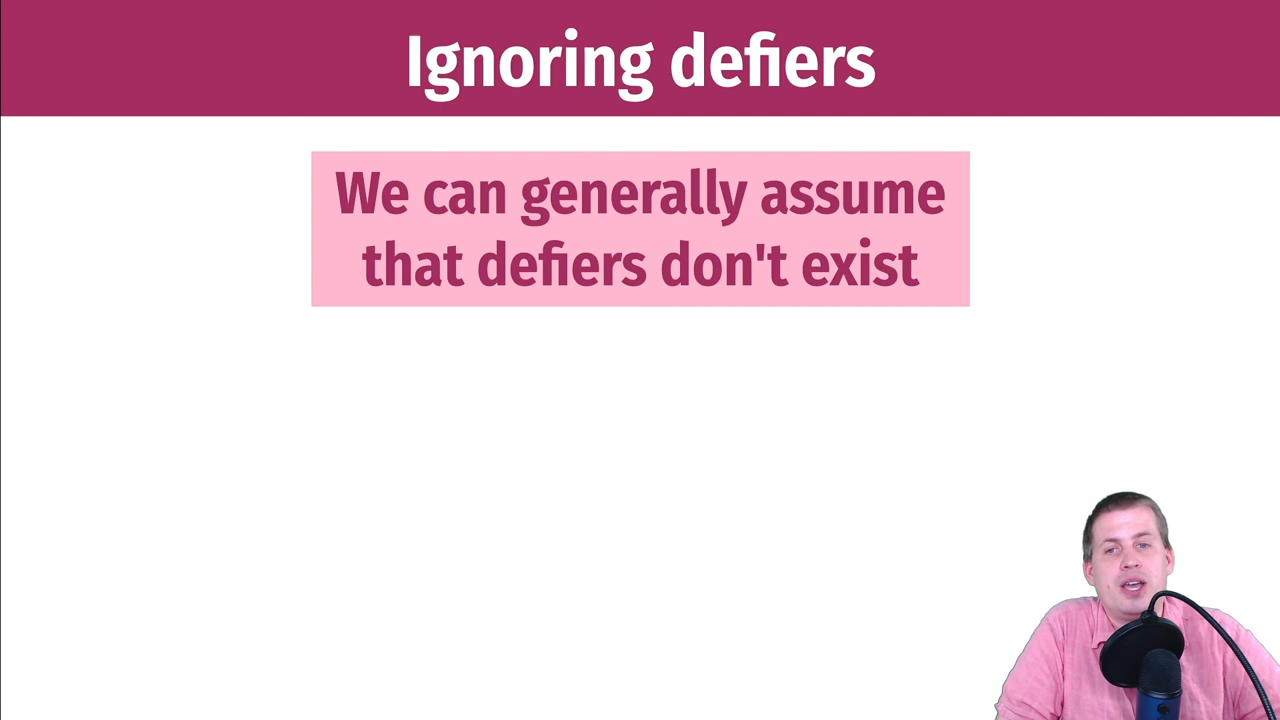 Ignoring defiers
We can generally assume
that defiers don't exist